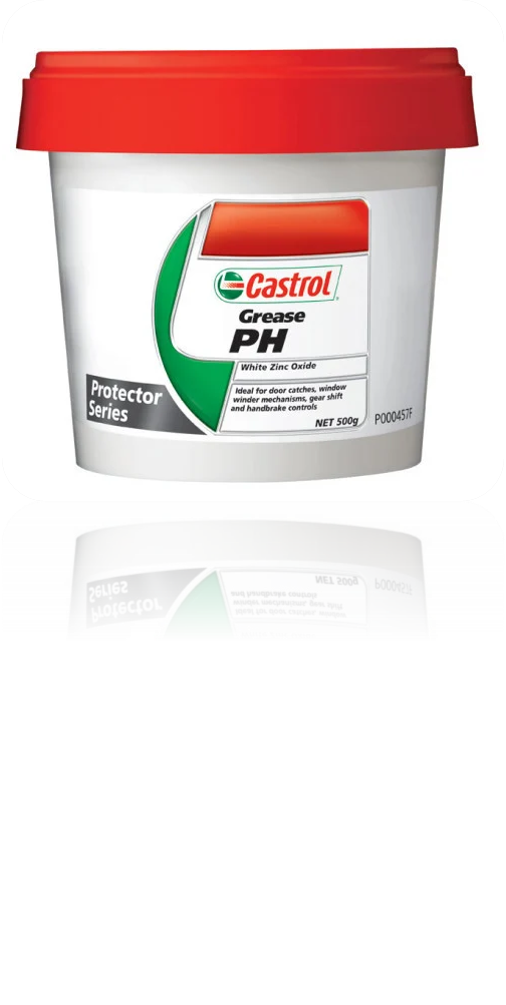 Castrol
Grease
PH
White Zinc Oxide
Ideal for door catches, window
winder mechanisms, gear shift
and handbrake controls
NET 500g
Protector
Series
P000457F